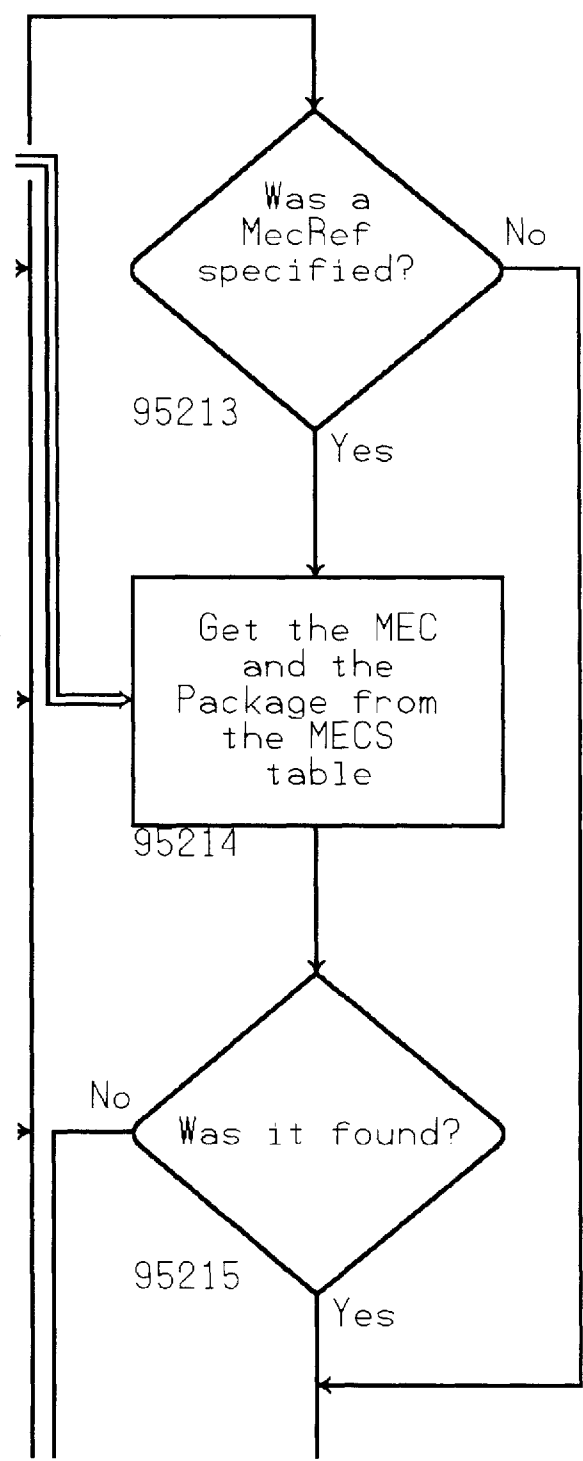 Was a
MecRef
specified?
No
95213
Yes
Get the MEC
and the
Package from
the MECS
table
95214
No
Was it found?
95215
Yes